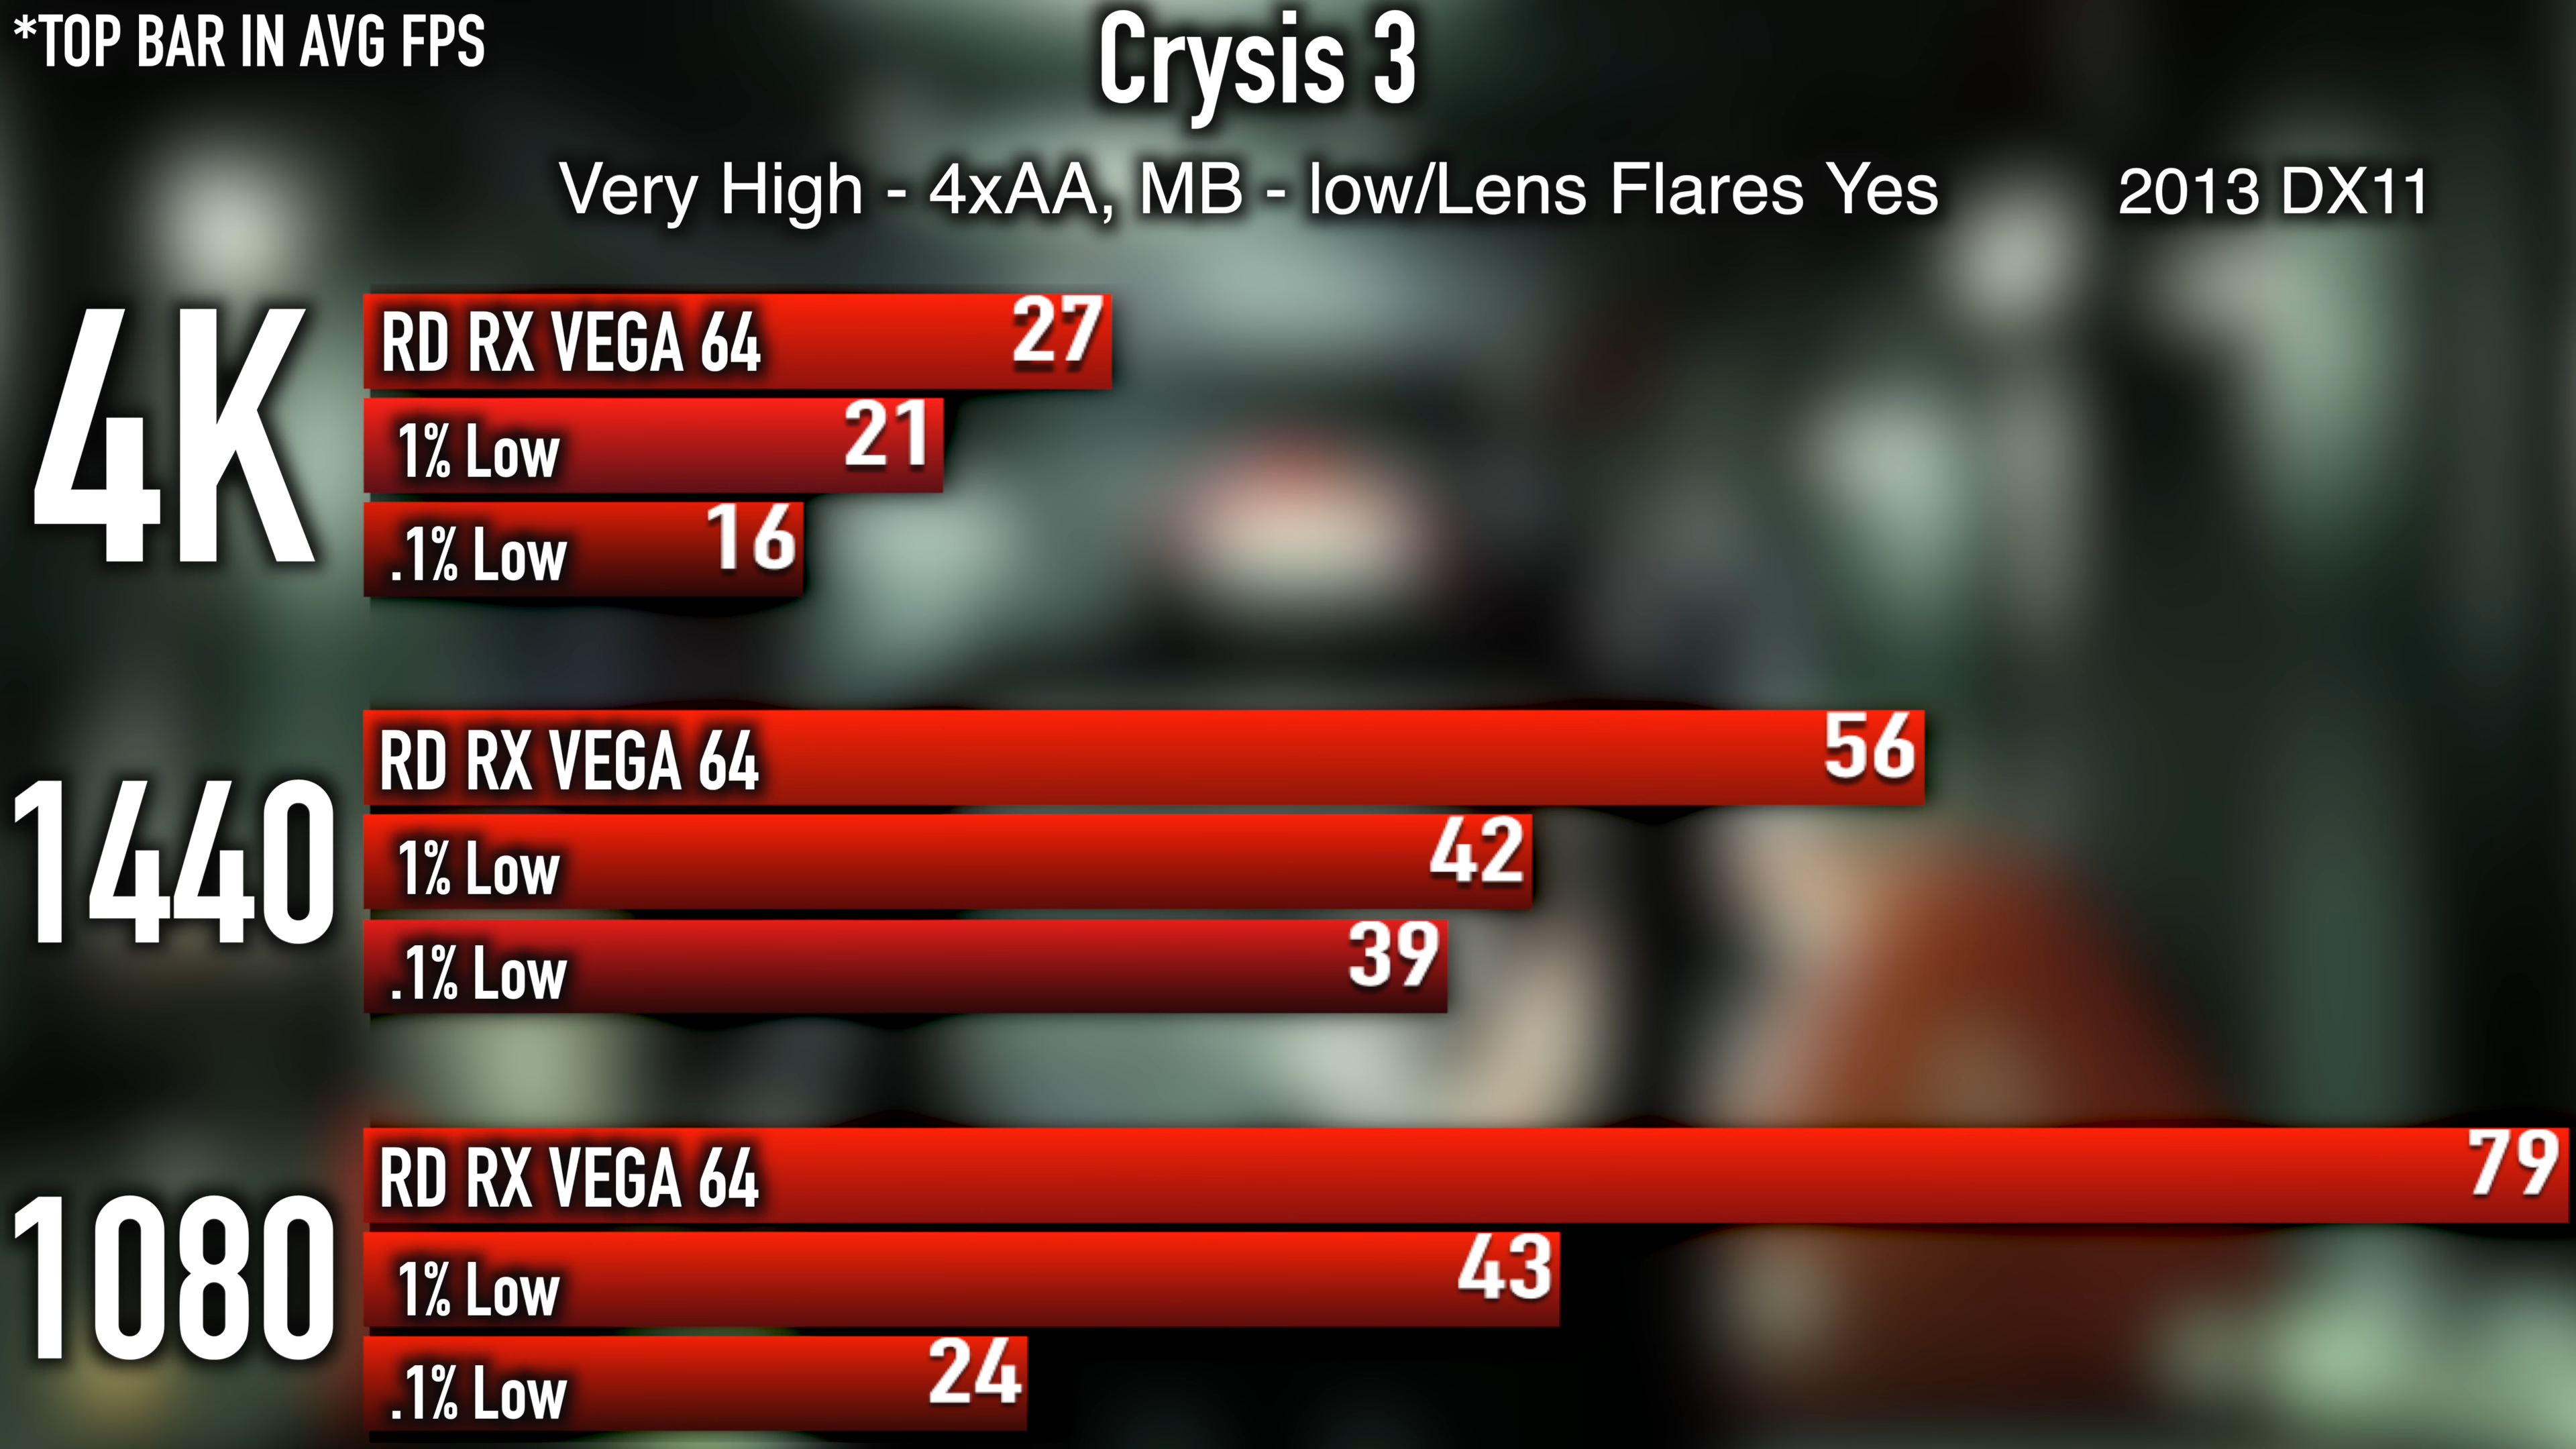 *TOP BAR IN AVG FPS
Crysis 3
Very High - 4xAA, MB - low/Lens Flares Yes
2013 DX11
4K
RD RX VEGA 64 27
1% Low 21
.1% Low 16
1440
RD RX VEGA 64 56
1% Low 42
.1% Low 39
1080
RD RX VEGA 64 79
1% Low 43
.1% Low 24